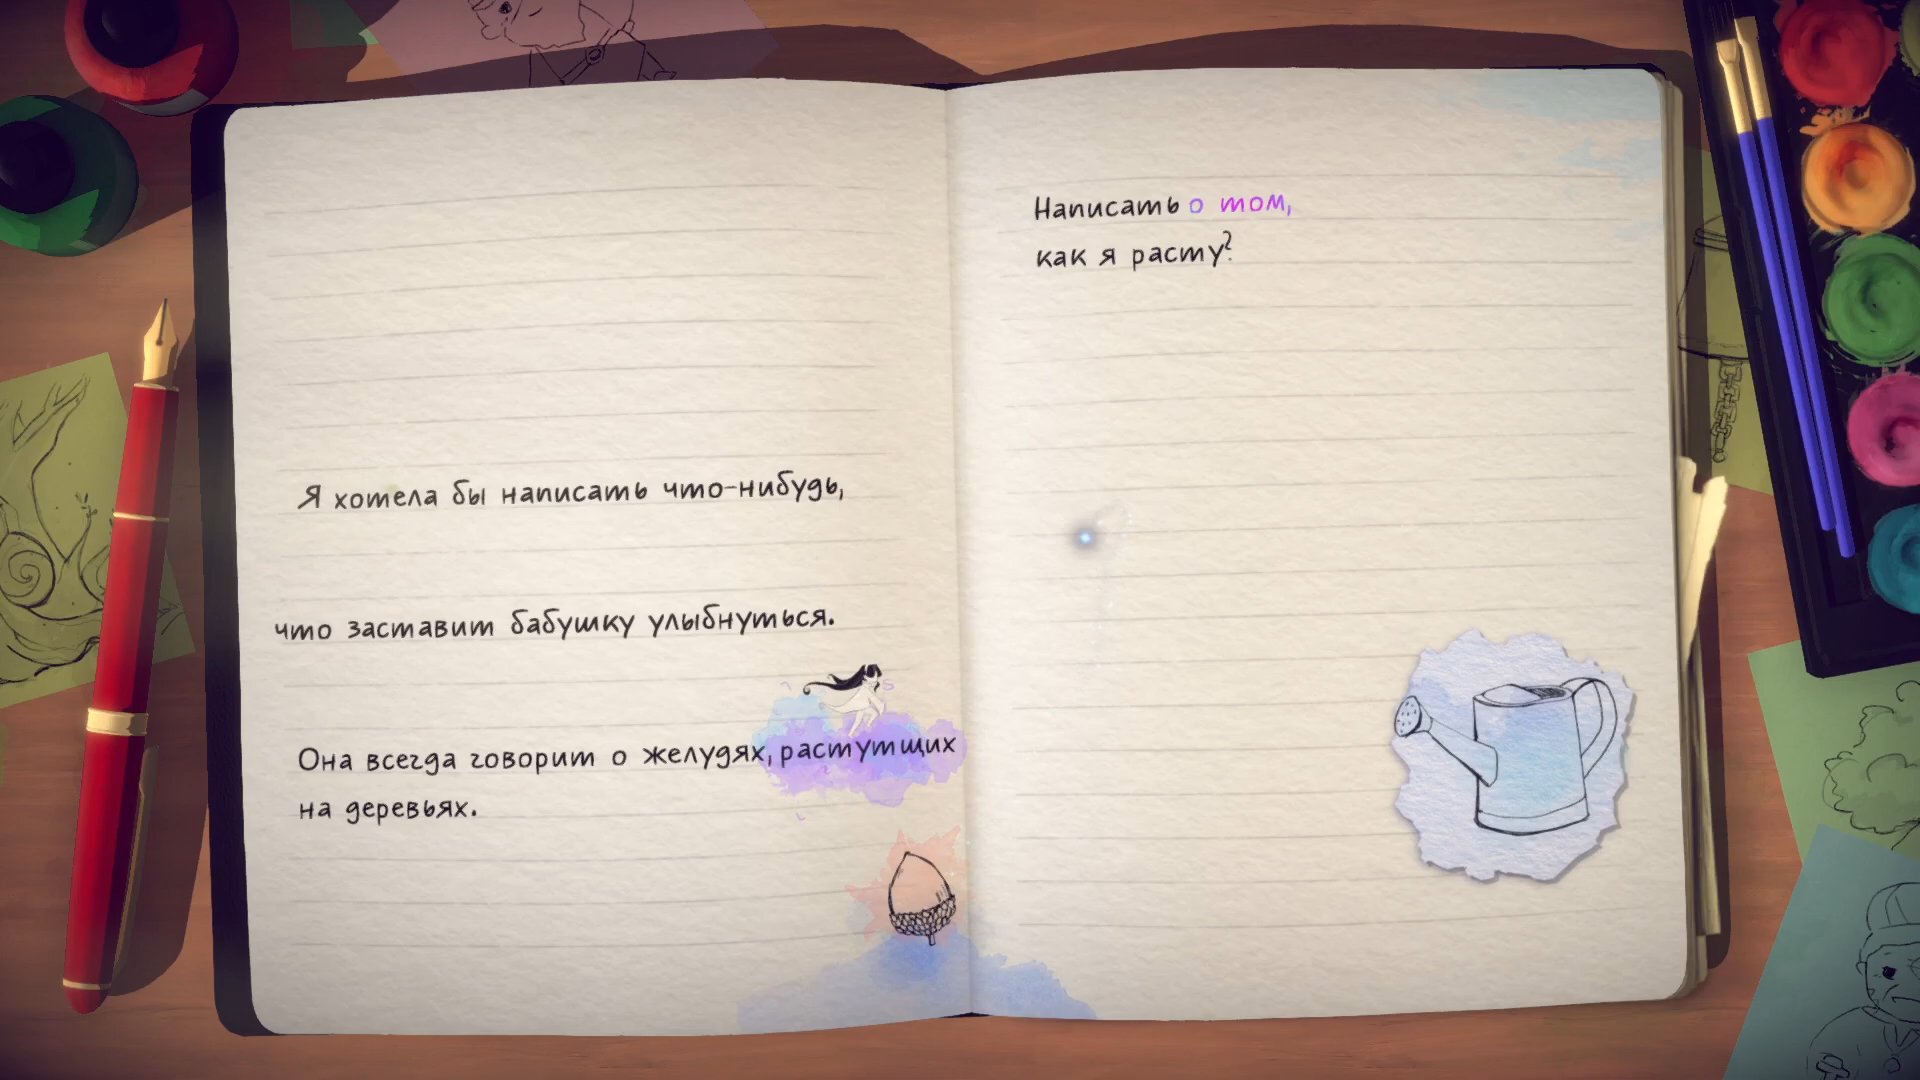 Я хотела бы написать что-нибудь,
что заставит бабушку улыбнуться.
Она всегда говорит о желудях, растутщих
на деревьях.
Написать о том,
как я расту?